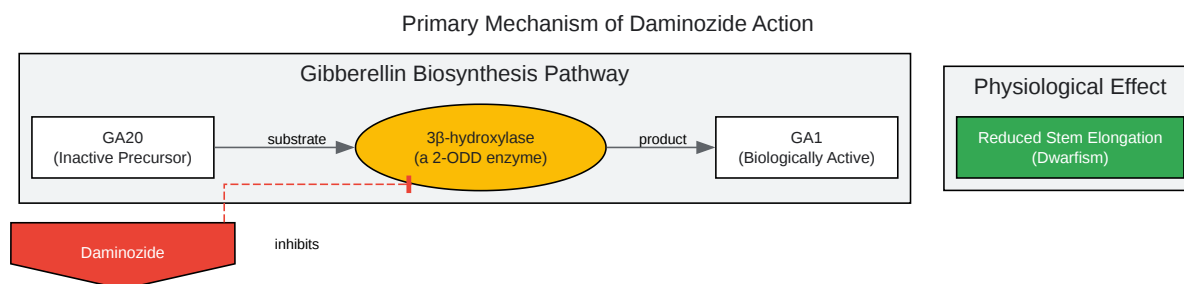 Primary Mechanism of Daminozide Action
Gibberellin Biosynthesis Pathway
GA20
(Inactive Precursor)
substrate
3β-hydroxylase
(a 2-ODD enzyme)
product
GA1
(Biologically Active)
Physiological Effect
Reduced Stem Elongation
(Dwarfism)
Daminozide
inhibits